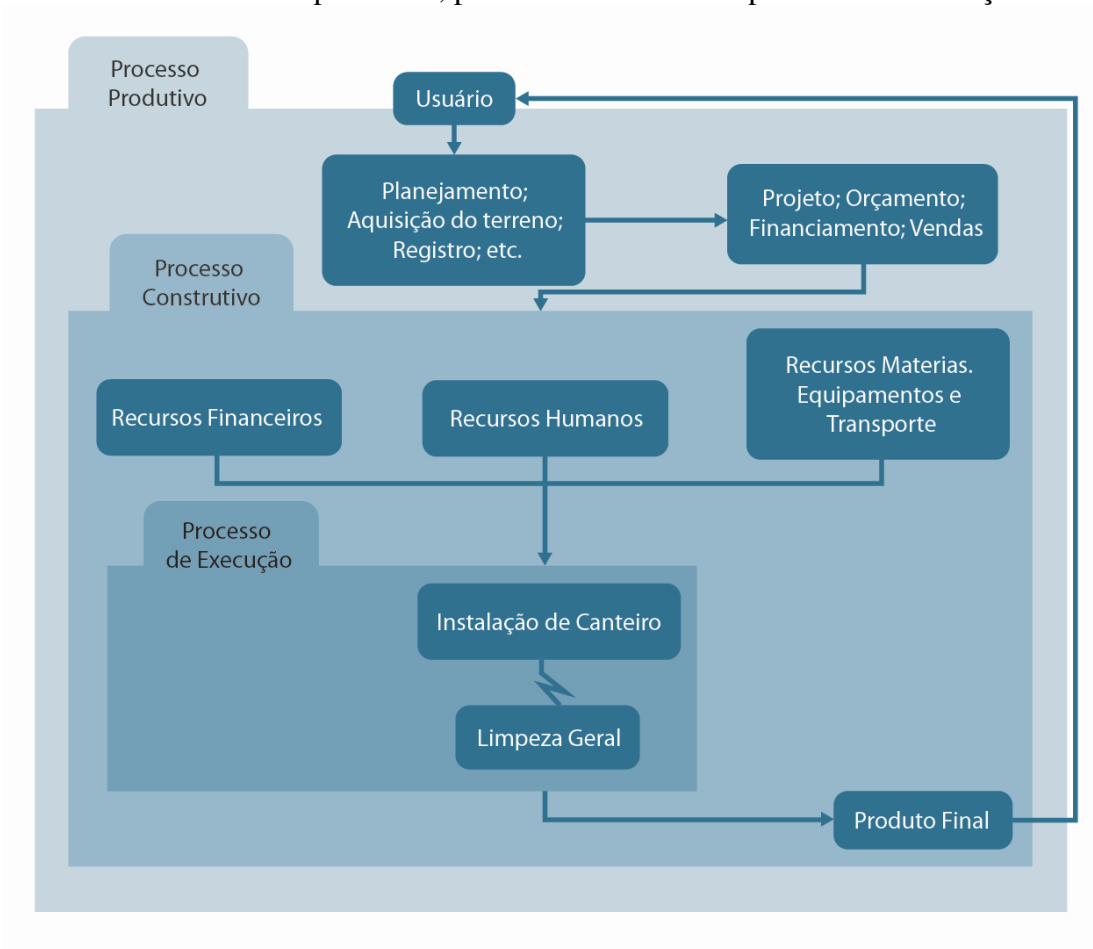 Processo
Produtivo
Usuário
Planejamento;
Aquisição do terreno;
Registro; etc.
Projeto; Orçamento;
Financiamento; Vendas
Processo
Construtivo
Recursos Financeiros
Recursos Humanos
Recursos Materias.
Equipamentos e
Transporte
Processo
de Execução
Instalação de Canteiro
Limpeza Geral
Produto Final